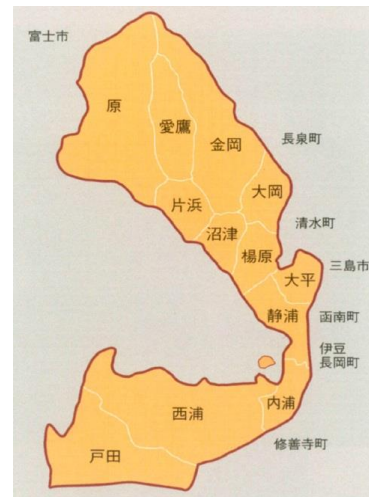 富士市
原
愛鷹
金岡
長泉町
片浜
大岡
沼津
清水町
楊原
三島市
大平
静浦
函南町
伊豆
長岡町
内浦
西浦
修善寺町
戸田